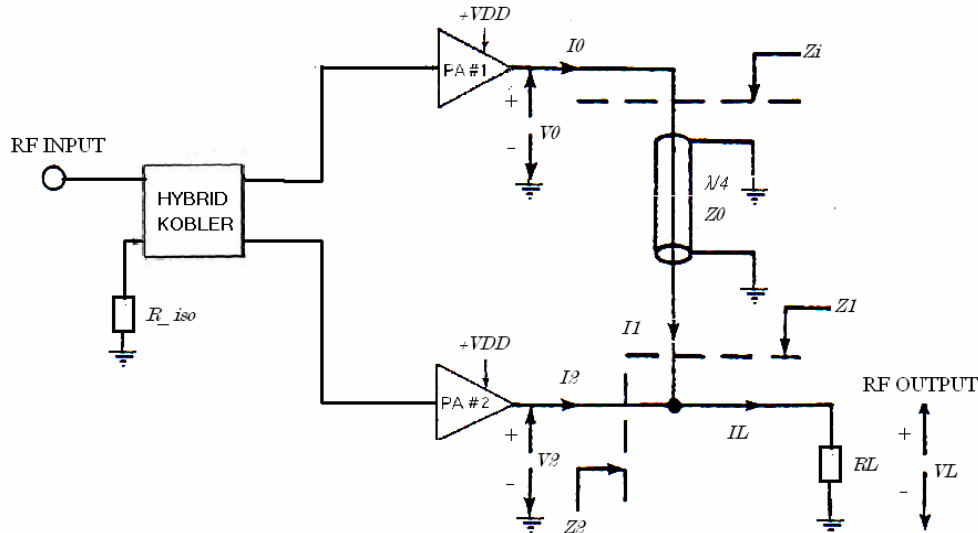 +VDD
PA #1
I0
Zi
+
V0
-
RF INPUT
HYBRID
KOBLER
λ/4
Z0
R_iso
I1
Z1
+VDD
PA #2
I2
IL
RF OUTPUT
+
V2
-
Z2
RL
+
VL
-